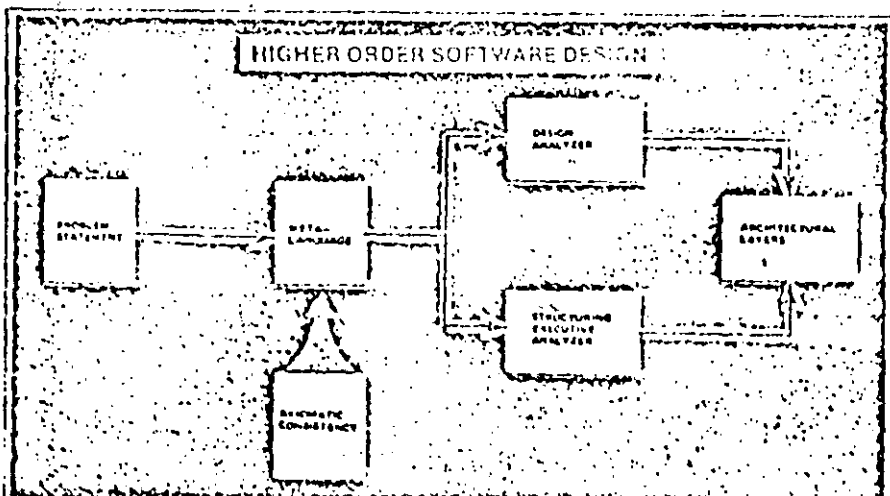 HIGHER ORDER SOFTWARE DESIGN
DESIGN
ANALYZER
PROBLEM
STATEMENT
META-
LANGUAGE
ARCHITECTURAL
LAYERS
STRUCTURING
EXECUTIVE
ANALYZER
AXIOMATIC
CONSISTENCY